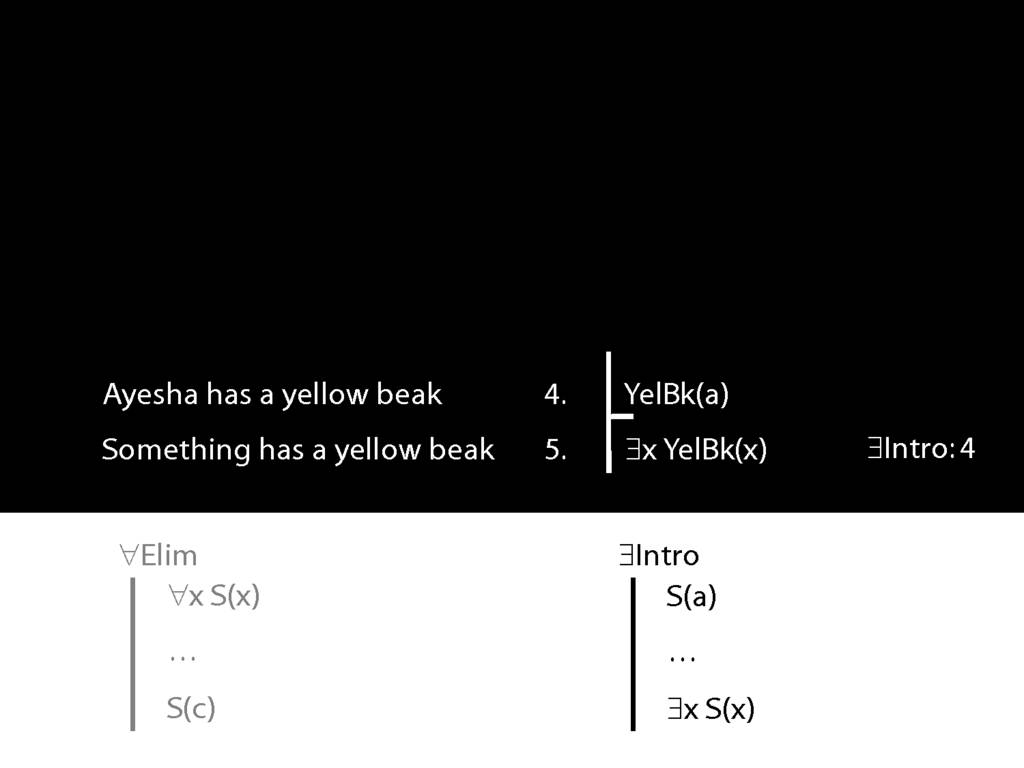 Ayesha has a yellow beak 4. YelBk(a)
Something has a yellow beak 5. ∃x YelBk(x) ∃Intro: 4
∀Elim
∀x S(x)
…
S(c)
∃Intro
S(a)
…
∃x S(x)